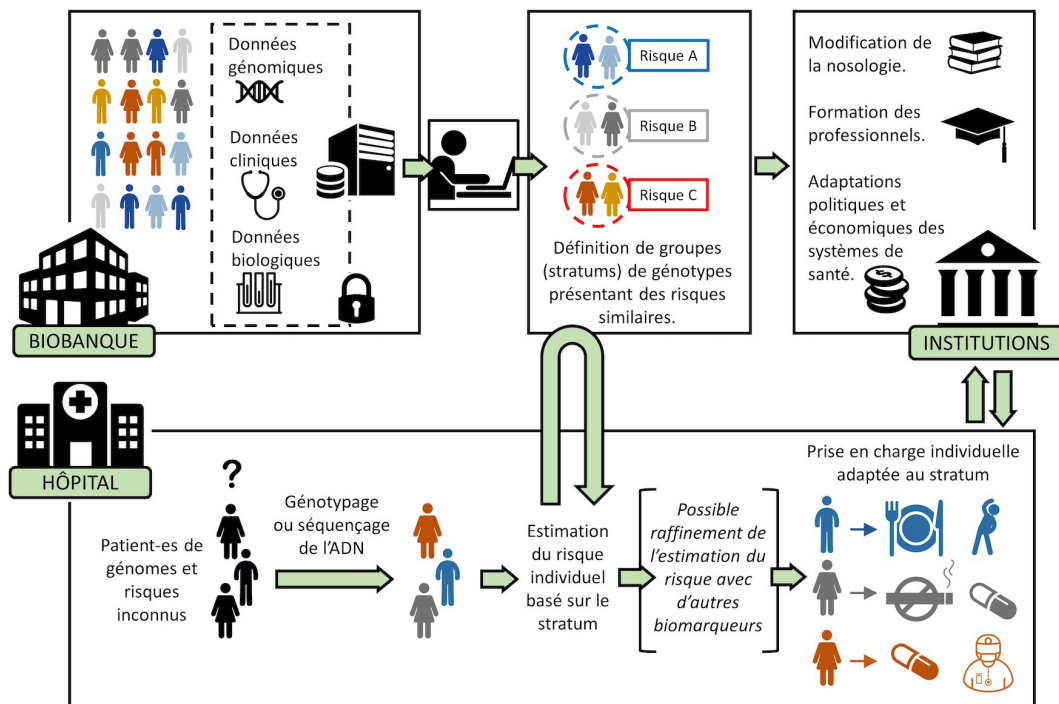 Données
génomiques
Données
cliniques
Données
biologiques
BIOBANQUE
Risque A
Risque B
Risque C
Définition de groupes
(stratums) de génotypes
présentant des risques
similaires.
Modification de
la nosologie.
Formation des
professionnels.
Adaptations
politiques et
économiques des
systèmes de
santé.
INSTITUTIONS
HÔPITAL
?
Patient-es de
génomes et
risques
inconnus
Génotypage
ou séquençage
de l'ADN
Estimation
du risque
individuel
basé sur le
stratum
Possible
raffinement de
l'estimation du
risque avec
d'autres
biomarqueurs
Prise en charge individuelle
adaptée au stratum